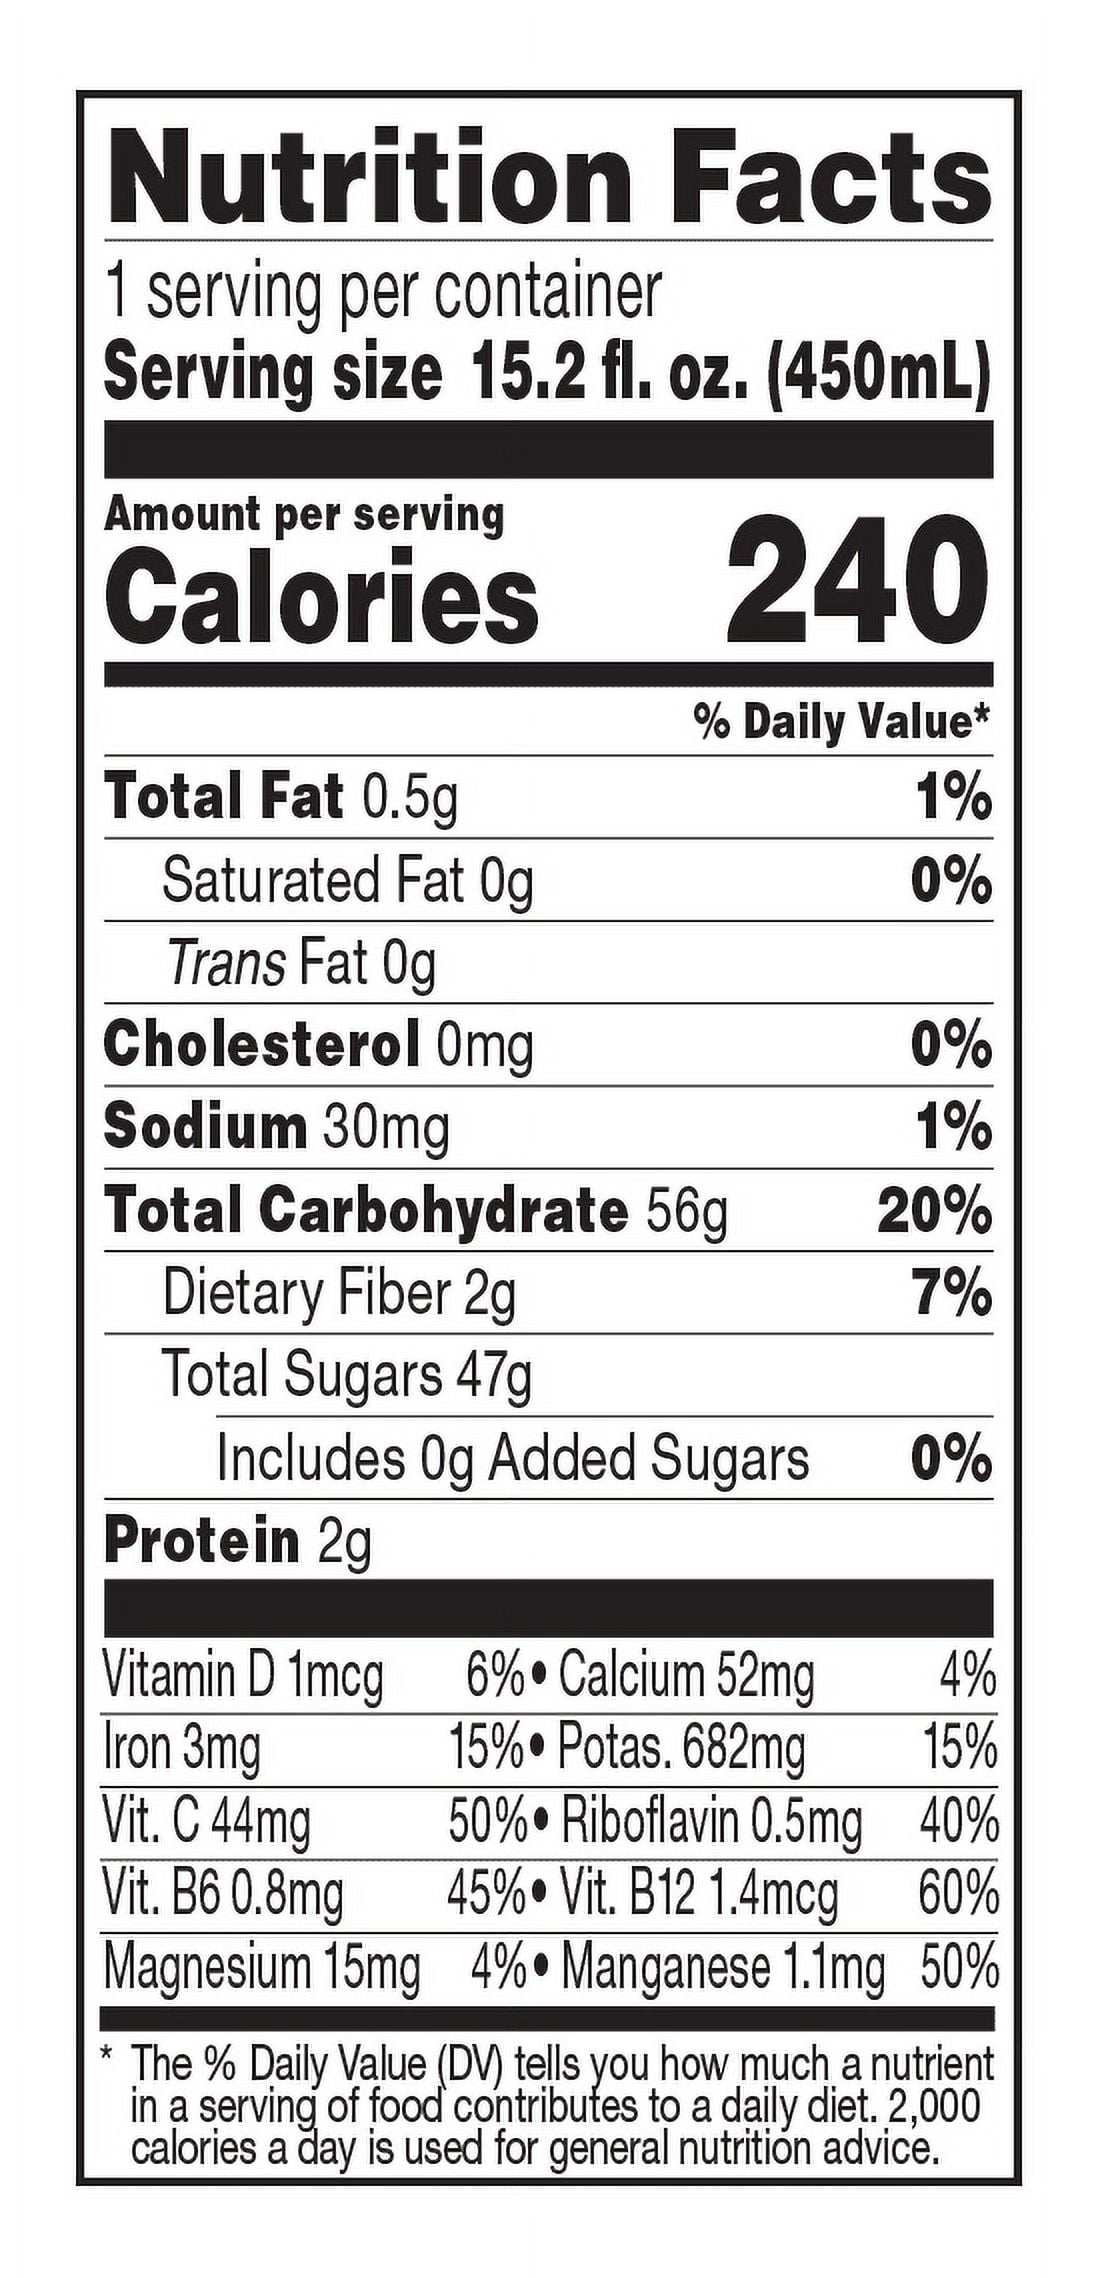 Nutrition Facts
1 serving per container
Serving size 15.2 fl. oz. (450mL)
Amount per serving
Calories 240
% Daily Value*
Total Fat 0.5g 1%
Saturated Fat 0g 0%
Trans Fat 0g
Cholesterol 0mg 0%
Sodium 30mg 1%
Total Carbohydrate 56g 20%
Dietary Fiber 2g 7%
Total Sugars 47g
Includes 0g Added Sugars 0%
Protein 2g
Vitamin D 1mcg 6% • Calcium 52mg 4%
Iron 3mg 15% • Potas. 682mg 15%
Vit. C 44mg 50% • Riboflavin 0.5mg 40%
Vit. B6 0.8mg 45% • Vit. B12 1.4mcg 60%
Magnesium 15mg 4% • Manganese 1.1mg 50%
* The % Daily Value (DV) tells you how much a nutrient
in a serving of food contributes to a daily diet. 2,000
calories a day is used for general nutrition advice.